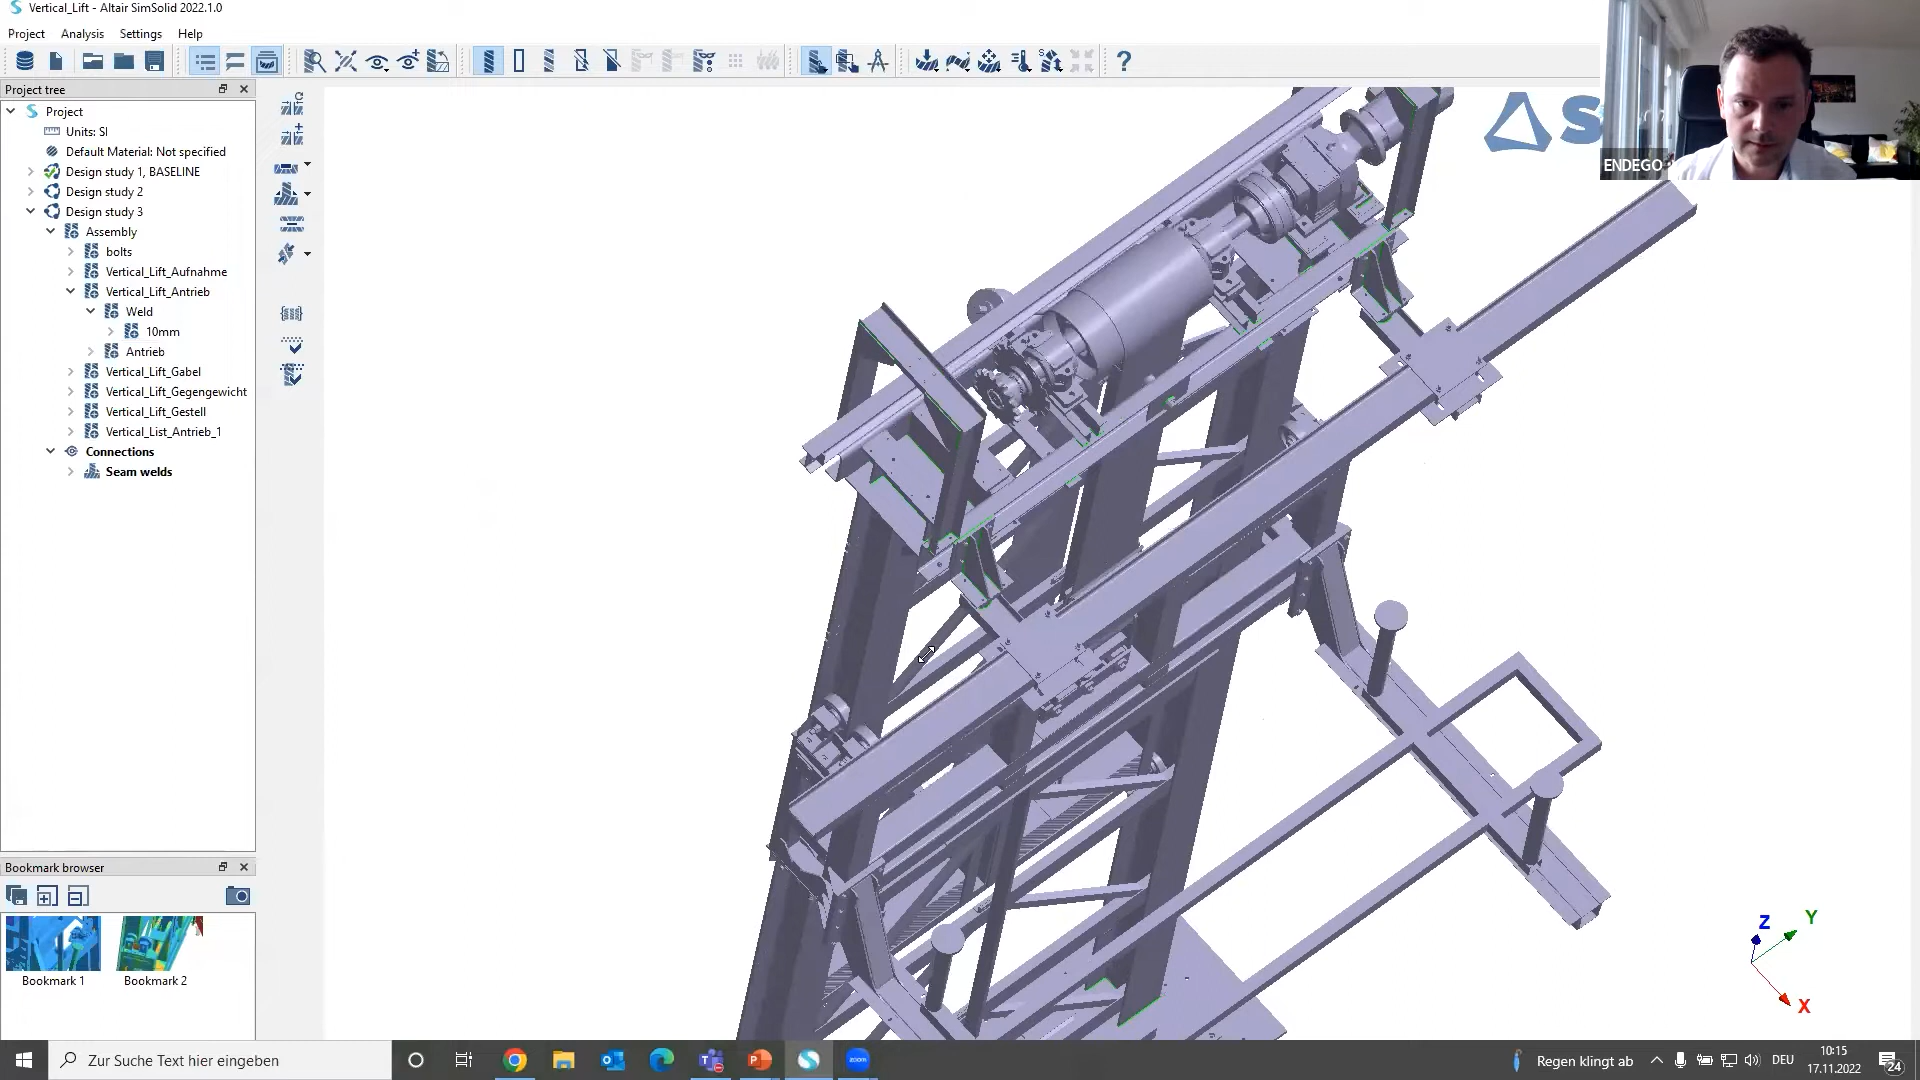 Vertical_Lift - Altair SimSolid 2022.1.0
Project Analysis Settings Help
Project tree
Project
Units: SI
Default Material: Not specified
Design study 1, BASELINE
Design study 2
Design study 3
Assembly
bolts
Vertical_Lift_Aufnahme
Vertical_Lift_Antrieb
Weld
10mm
Antrieb
Vertical_Lift_Gabel
Vertical_Lift_Gegengewicht
Vertical_Lift_Gestell
Vertical_List_Antrieb_1
Connections
Seam welds
ENDEGO
Bookmark browser
Bookmark 1 Bookmark 2
Z Y
X
Zur Suche Text hier eingeben
zoom
Regen klingt ab
DEU
10:15
17.11.2022
24